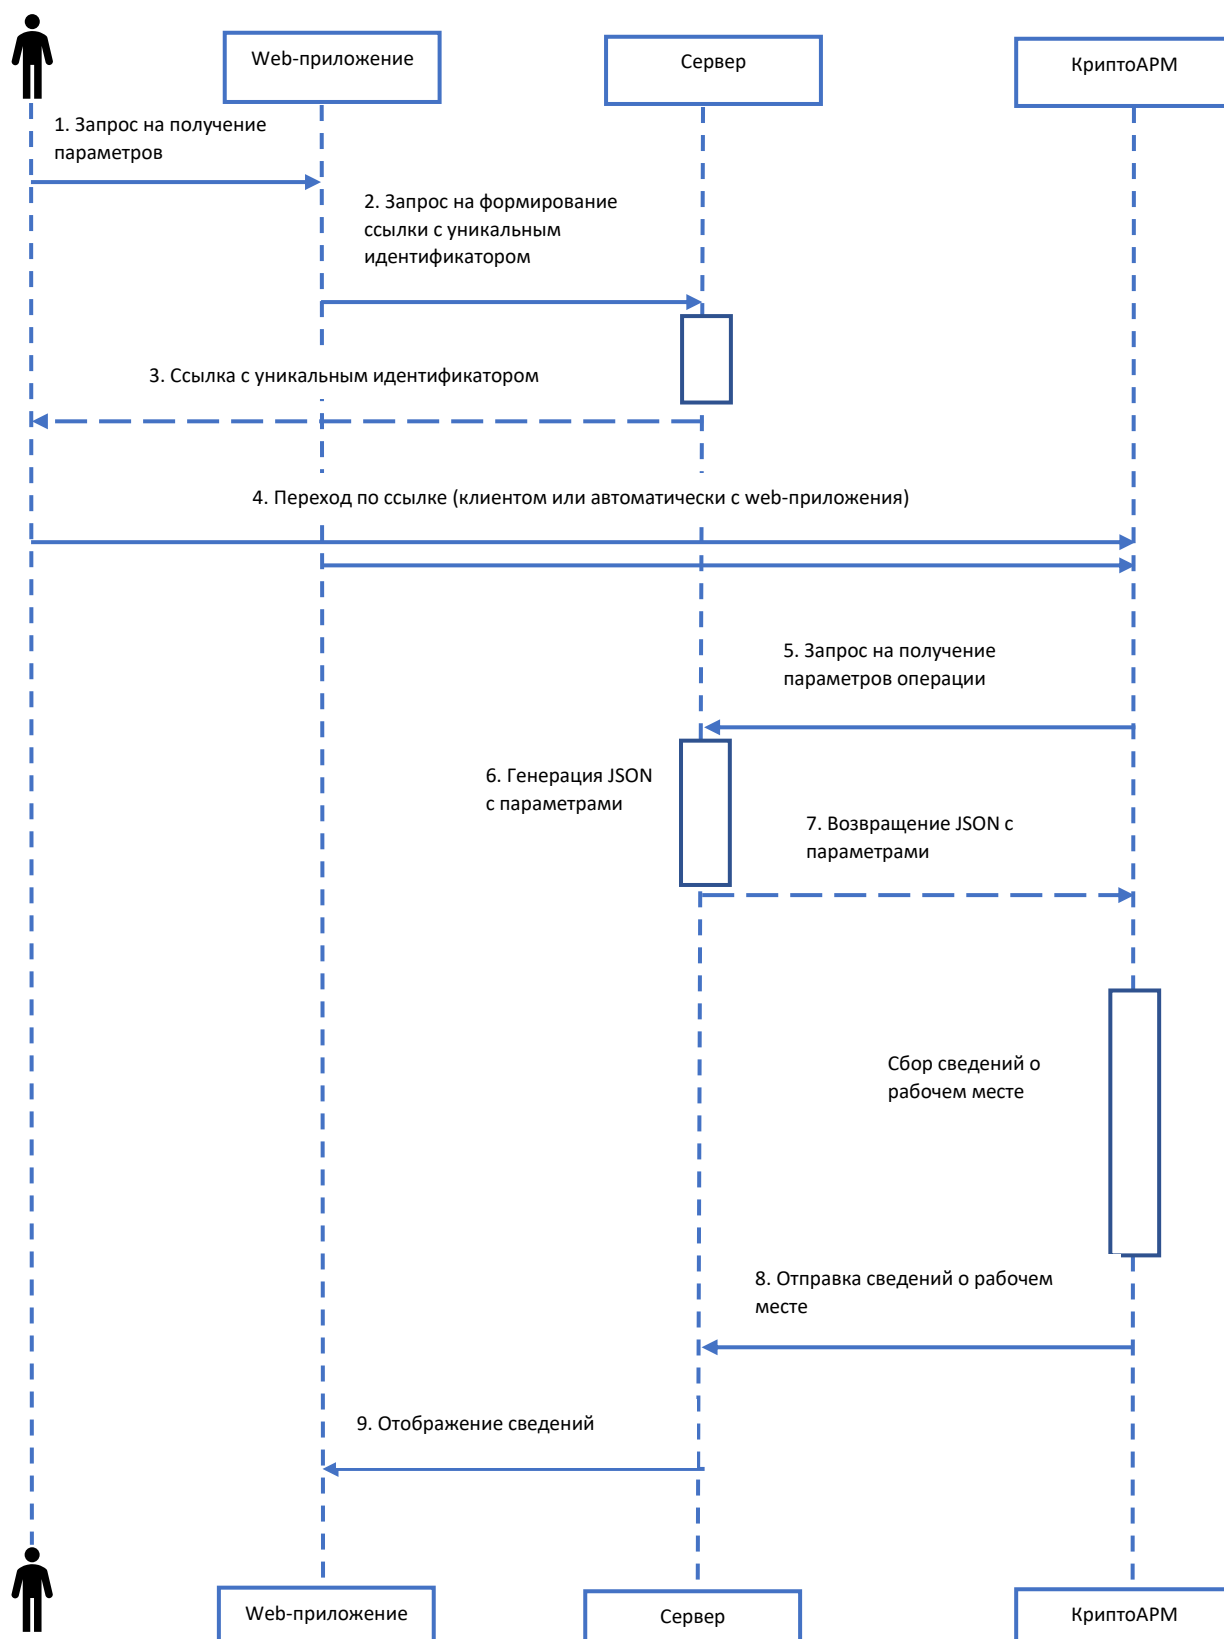 Web-приложение
Сервер
КриптоАРМ
1. Запрос на получение
параметров
2. Запрос на формирование
ссылки с уникальным
идентификатором
3. Ссылка с уникальным идентификатором
4. Переход по ссылке (клиентом или автоматически с web-приложения)
5. Запрос на получение
параметров операции
6. Генерация JSON
с параметрами
7. Возвращение JSON с
параметрами
Сбор сведений о
рабочем месте
8. Отправка сведений о рабочем
месте
9. Отображение сведений
Web-приложение
Сервер
КриптоАРМ